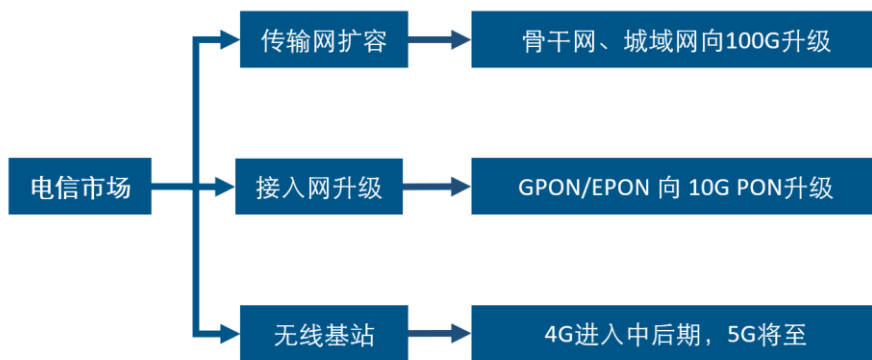 电信市场
传输网扩容
骨干网、城域网向100G升级
接入网升级
GPON/EPON 向 10G PON升级
无线基站
4G进入中后期，5G将至